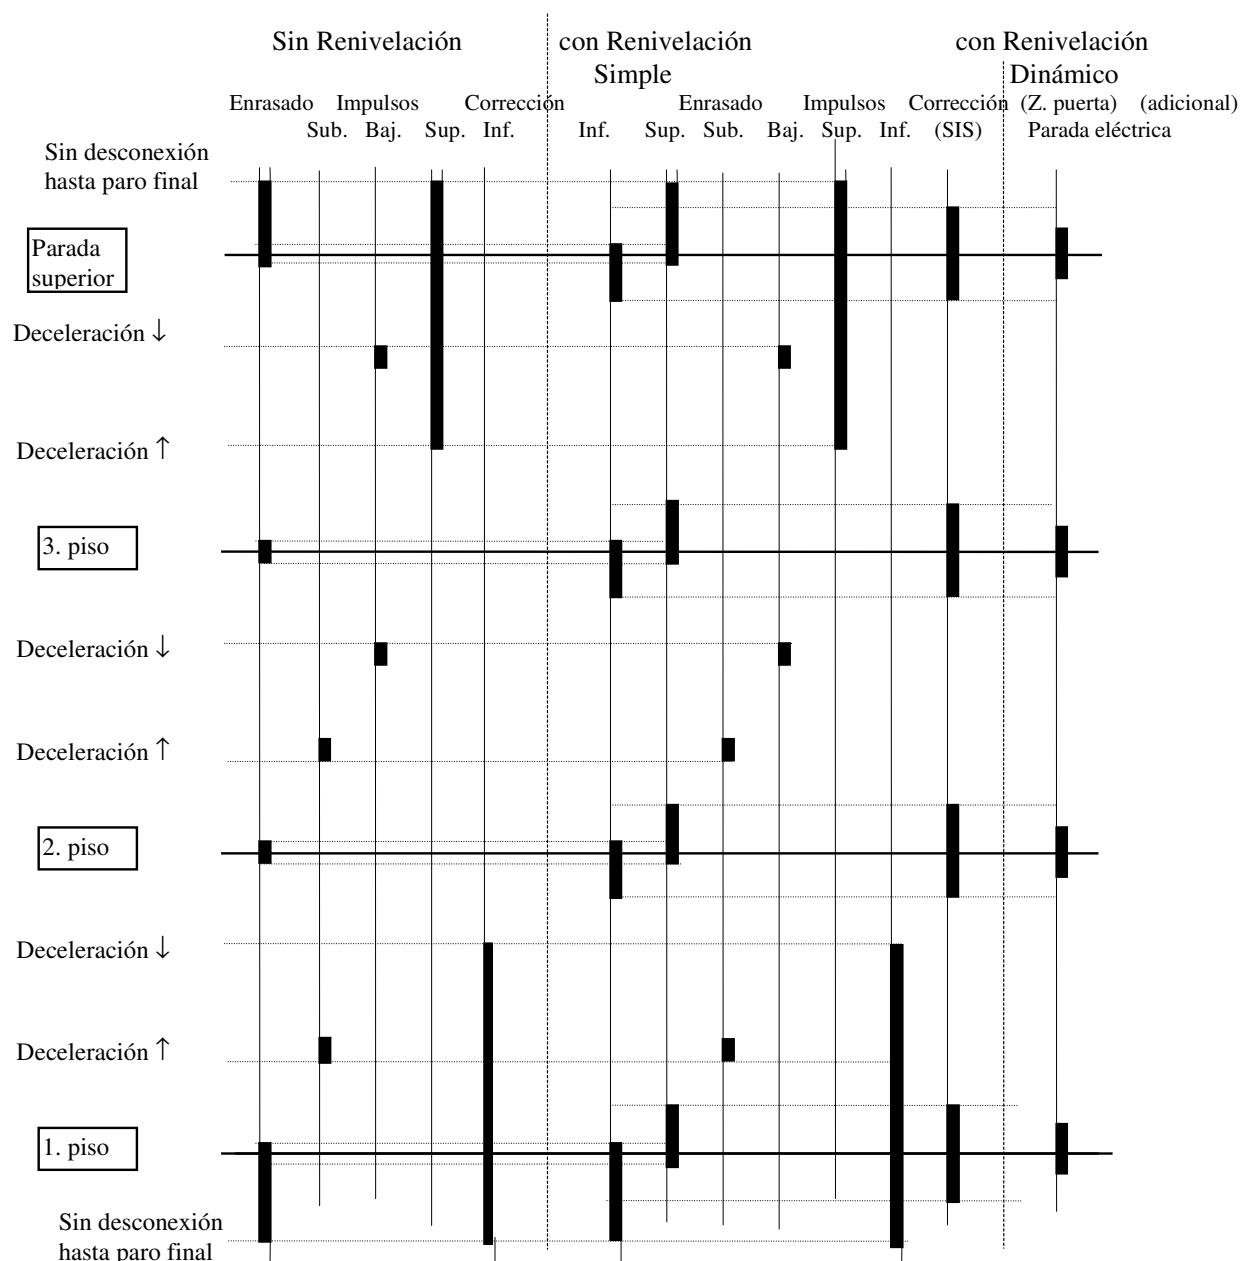 Sin Renivelación con Renivelación con Renivelación
Simple Dinámico
Enrasado Impulsos Corrección Enrasado Impulsos Corrección (Z. puerta) (adicional)
Sub. Baj. Sup. Inf. Inf. Sup. Sub. Baj. Sup. Inf. (SIS) Parada eléctrica
Sin desconexión
hasta paro final
Parada
superior
Deceleración ↓
Deceleración ↑
3. piso
Deceleración ↓
Deceleración ↑
2. piso
Deceleración ↓
Deceleración ↑
1. piso
Sin desconexión
hasta paro final